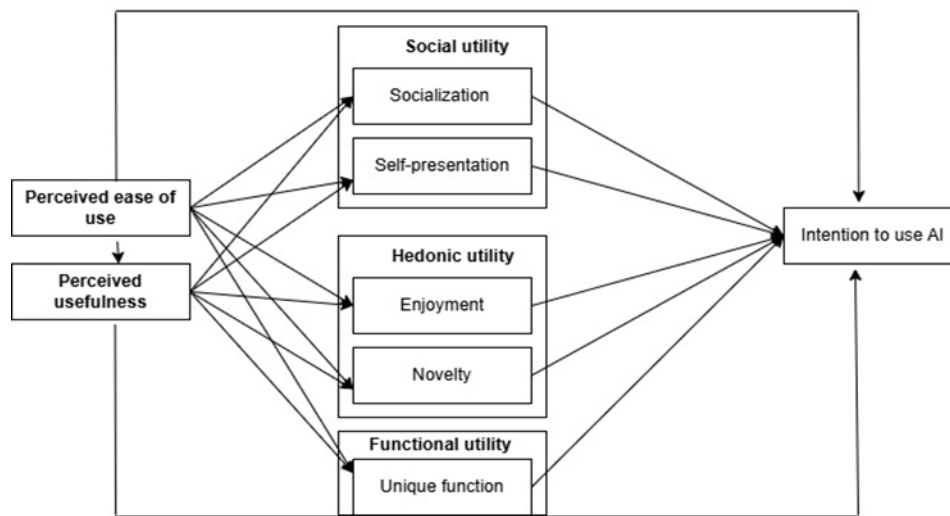 Social utility
Socialization
Self-presentation
Perceived ease of
use
Perceived
usefulness
Hedonic utility
Enjoyment
Novelty
Functional utility
Unique function
Intention to use AI